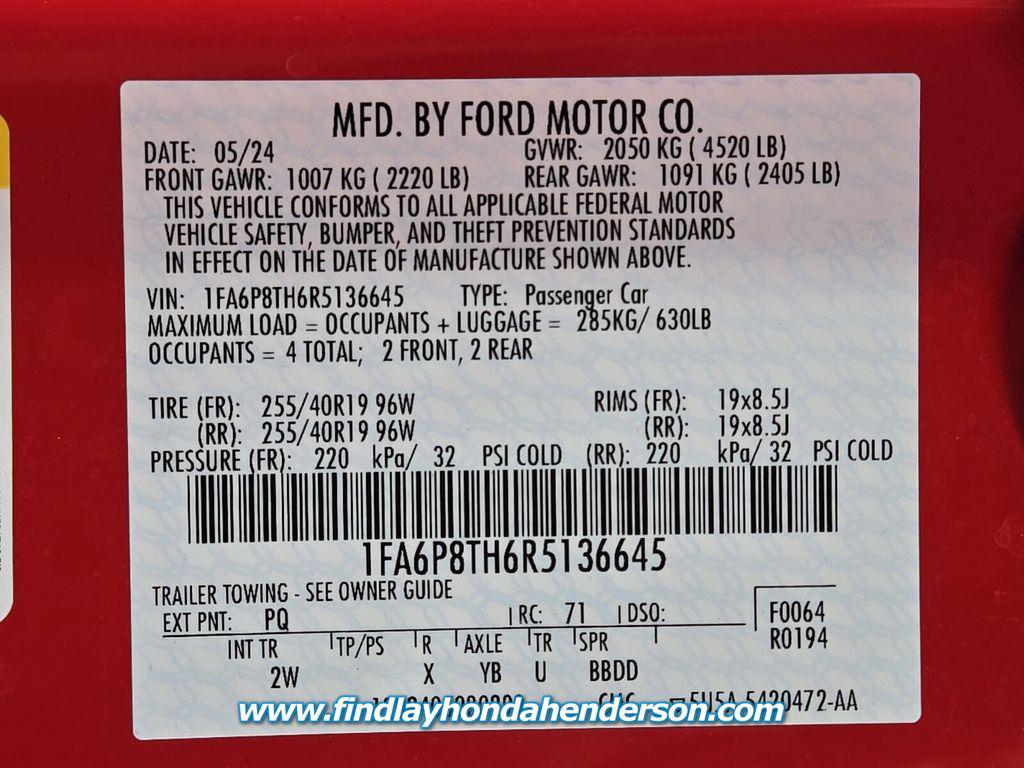 MFD. BY FORD MOTOR CO.
DATE: 05/24 GVWR: 2050 KG ( 4520 LB)
FRONT GAWR: 1007 KG ( 2220 LB) REAR GAWR: 1091 KG ( 2405 LB)
THIS VEHICLE CONFORMS TO ALL APPLICABLE FEDERAL MOTOR
VEHICLE SAFETY, BUMPER, AND THEFT PREVENTION STANDARDS
IN EFFECT ON THE DATE OF MANUFACTURE SHOWN ABOVE.
VIN: 1FA6P8TH6R5136645 TYPE: Passenger Car
MAXIMUM LOAD = OCCUPANTS + LUGGAGE = 285KG/ 630LB
OCCUPANTS = 4 TOTAL; 2 FRONT, 2 REAR
TIRE (FR): 255/40R19 96W RIMS (FR): 19x8.5J
(RR): 255/40R19 96W (RR): 19x8.5J
PRESSURE (FR): 220 kPa/ 32 PSI COLD (RR): 220 kPa/ 32 PSI COLD
1FA6P8TH6R5136645
TRAILER TOWING - SEE OWNER GUIDE
EXT PNT: PQ RC: 71 DSO: F0064
R0194
INT TR TP/PS R AXLE TR SPR
2W X YB U BBDD
5420472-AA
www.findlayhondahenderson.com